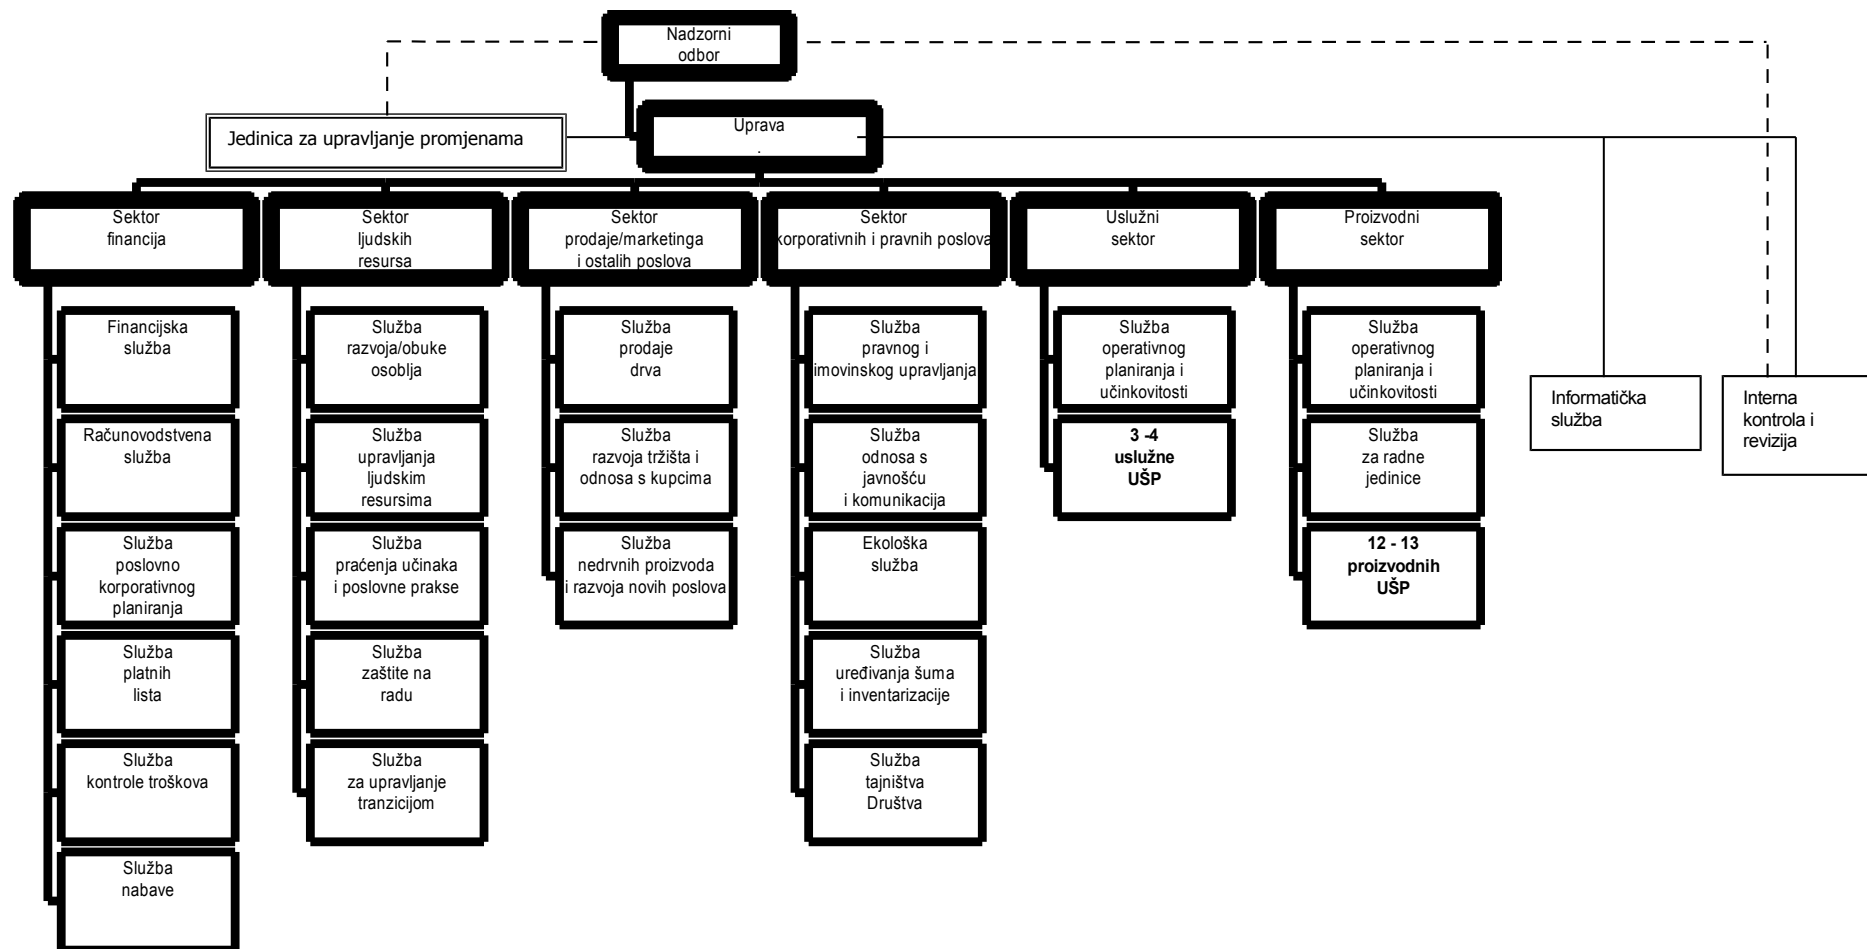 Nadzorni
odbor
Jedinica za upravljanje promjenama
Uprava
.
Sektor
financija
Sektor
ljudskih
resursa
Sektor
prodaje/marketinga
i ostalih poslova
Sektor
korporativnih i pravnih poslova
Uslužni
sektor
Proizvodni
sektor
Financijska
služba
Računovodstvena
služba
Služba
poslovno
korporativnog
planiranja
Služba
platnih
lista
Služba
kontrole troškova
Služba
nabave
Služba
razvoja/obuke
osoblja
Služba
upravljanja
ljudskim
resursima
Služba
praćenja učinaka
i poslovne prakse
Služba
zaštite na
radu
Služba
za upravljanje
tranzicijom
Služba
prodaje
drva
Služba
razvoja tržišta i
odnosa s kupcima
Služba
nedrvnih proizvoda
i razvoja novih poslova
Služba
pravnog i
imovinskog upravljanja
Služba
odnosa s
javnošću
i komunikacija
Ekološka
služba
Služba
uređivanja šuma
i inventarizacije
Služba
tajništva
Društva
Služba
operativnog
planiranja i
učinkovitosti
3 -4
uslužne
UŠP
Služba
operativnog
planiranja i
učinkovitosti
Služba
za radne
jedinice
12 - 13
proizvodnih
UŠP
Informatička
služba
Interna
kontrola i
revizija